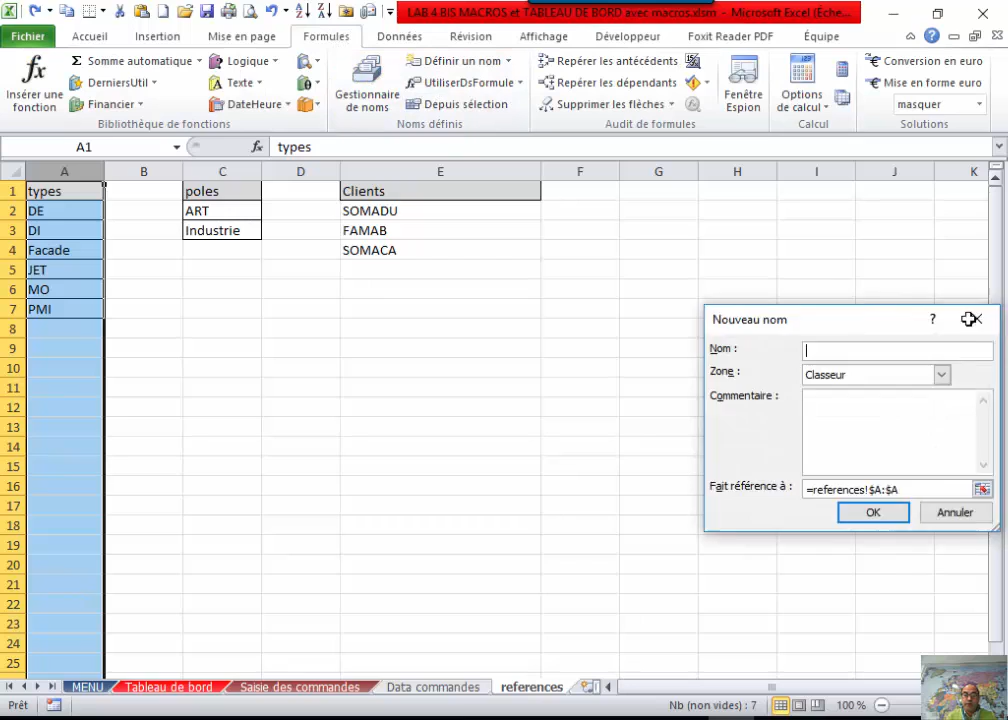 LAB 4 BIS MACROS et TABLEAU DE BORD avec macros.xlsm - Microsoft Excel (Éche...
Fichier Accueil Insertion Mise en page Formules Données Révision Affichage Développeur Foxit Reader PDF Équipe
Insérer une fonction
Σ Somme automatique
DerniersUtil
Financier
Logique
Texte
DateHeure
Bibliothèque de fonctions
Gestionnaire de noms
Définir un nom
UtiliserDsFormule
Depuis sélection
Noms définis
Repérer les antécédents
Repérer les dépendants
Supprimer les flèches
Audit de formules
Fenêtre Espion
Options de calcul
Calcul
Conversion en euro
Mise en forme euro
masquer
Solutions
A1 fx types
A B C D E F G H I J K
1 types poles Clients
2 DE ART SOMADU
3 DI Industrie FAMAB
4 Facade SOMACA
5 JET
6 MO
7 PMI
8
9
10
11
12
13
14
15
16
17
18
19
20
21
22
23
24
25
Nouveau nom ?
Nom :
Zone : Classeur
Commentaire :
Fait référence à : =references!$A:$A
OK Annuler
MENU Tableau de bord Saisie des commandes Data commandes references
Prêt Nb (non vides) : 7 100 %